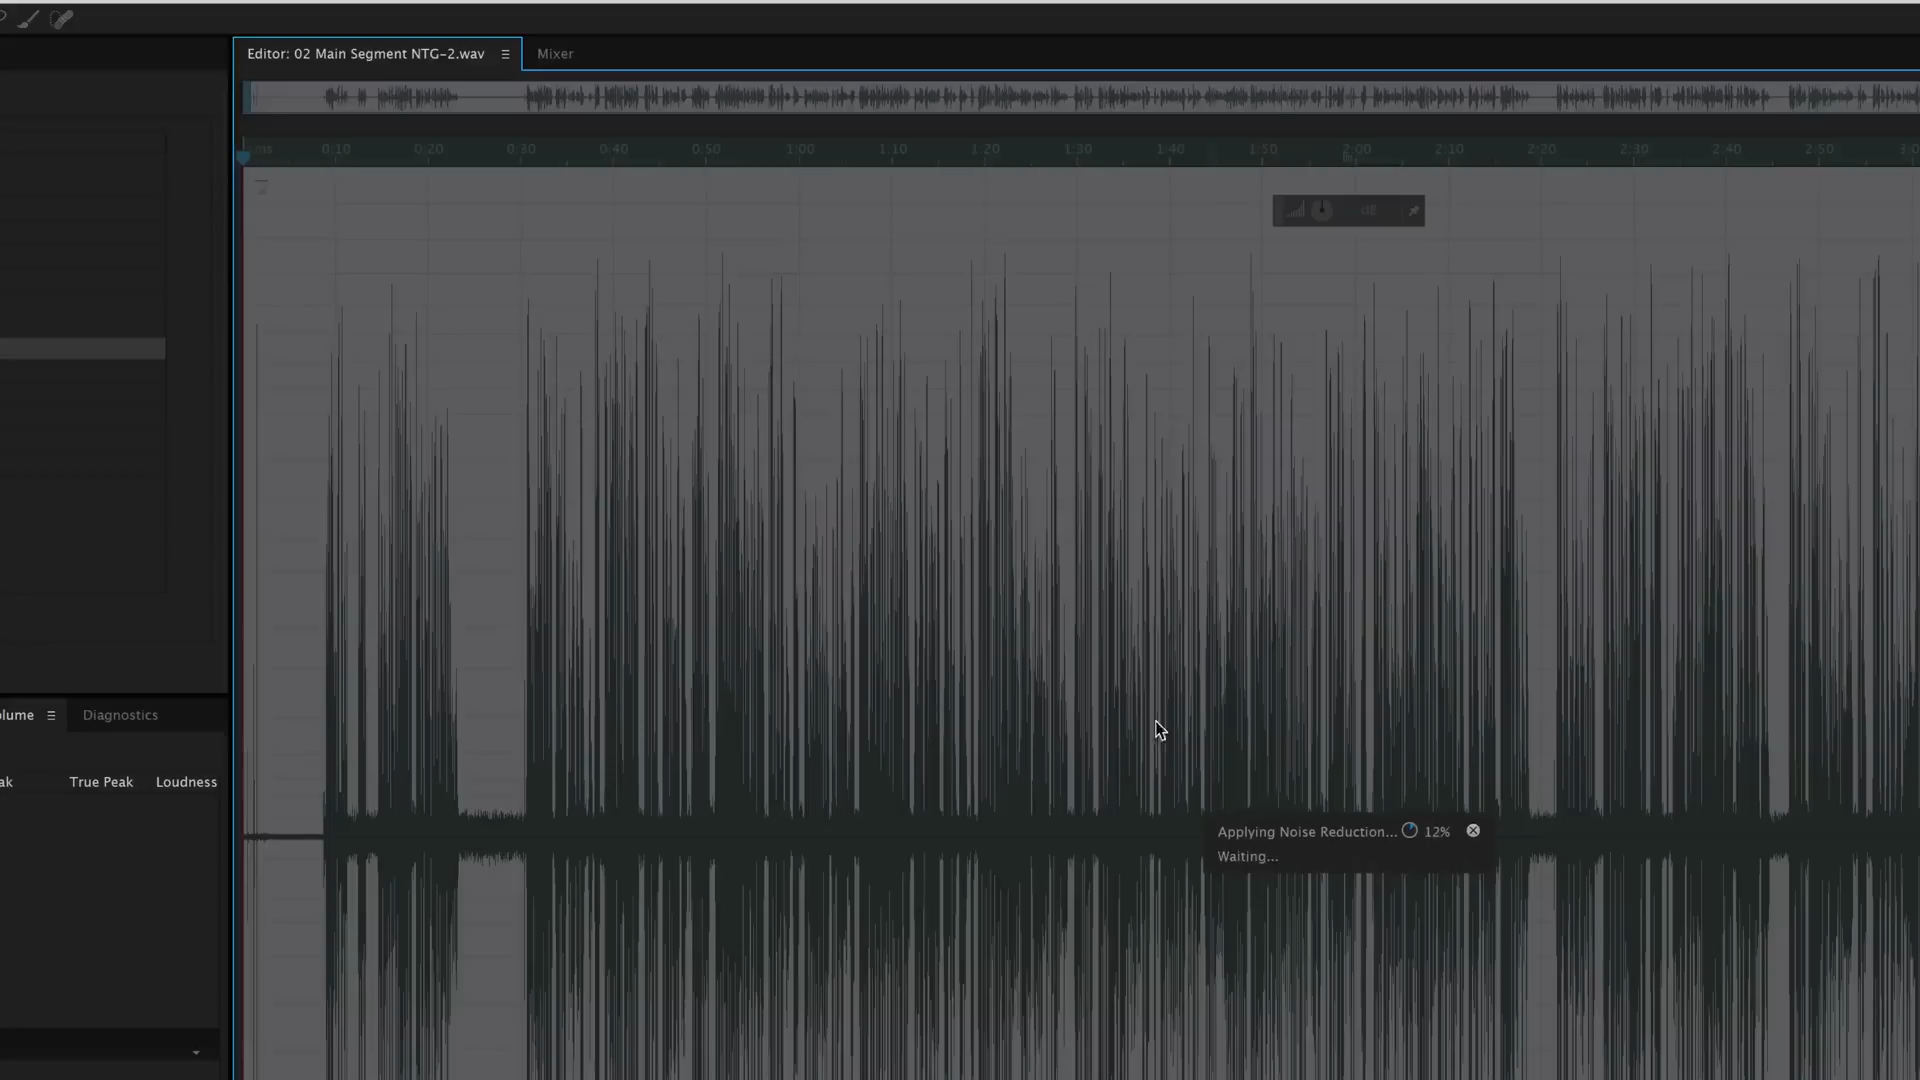 Editor: 02 Main Segment NTG-2.wav
Mixer
0:10 0:20 0:30 0:40 0:50 1:00 1:10 1:20 1:30 1:40 1:50 2:00 2:10 2:20 2:30 2:40 2:50
Diagnostics
True Peak Loudness
Applying Noise Reduction... 12%
Waiting...